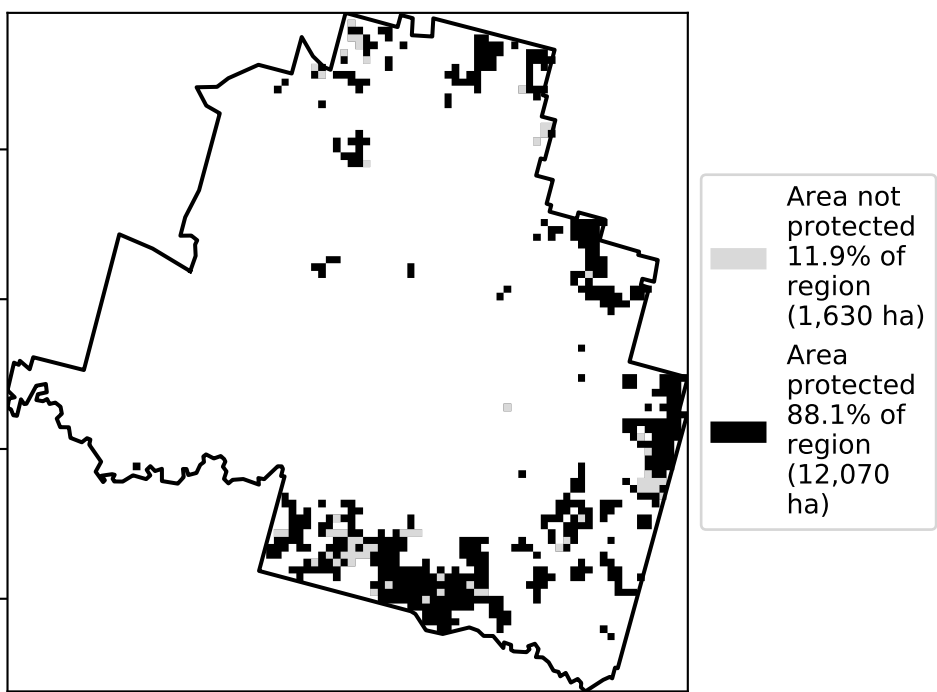 Area not
protected
11.9% of
region
(1,630 ha)
Area
protected
88.1% of
region
(12,070
ha)